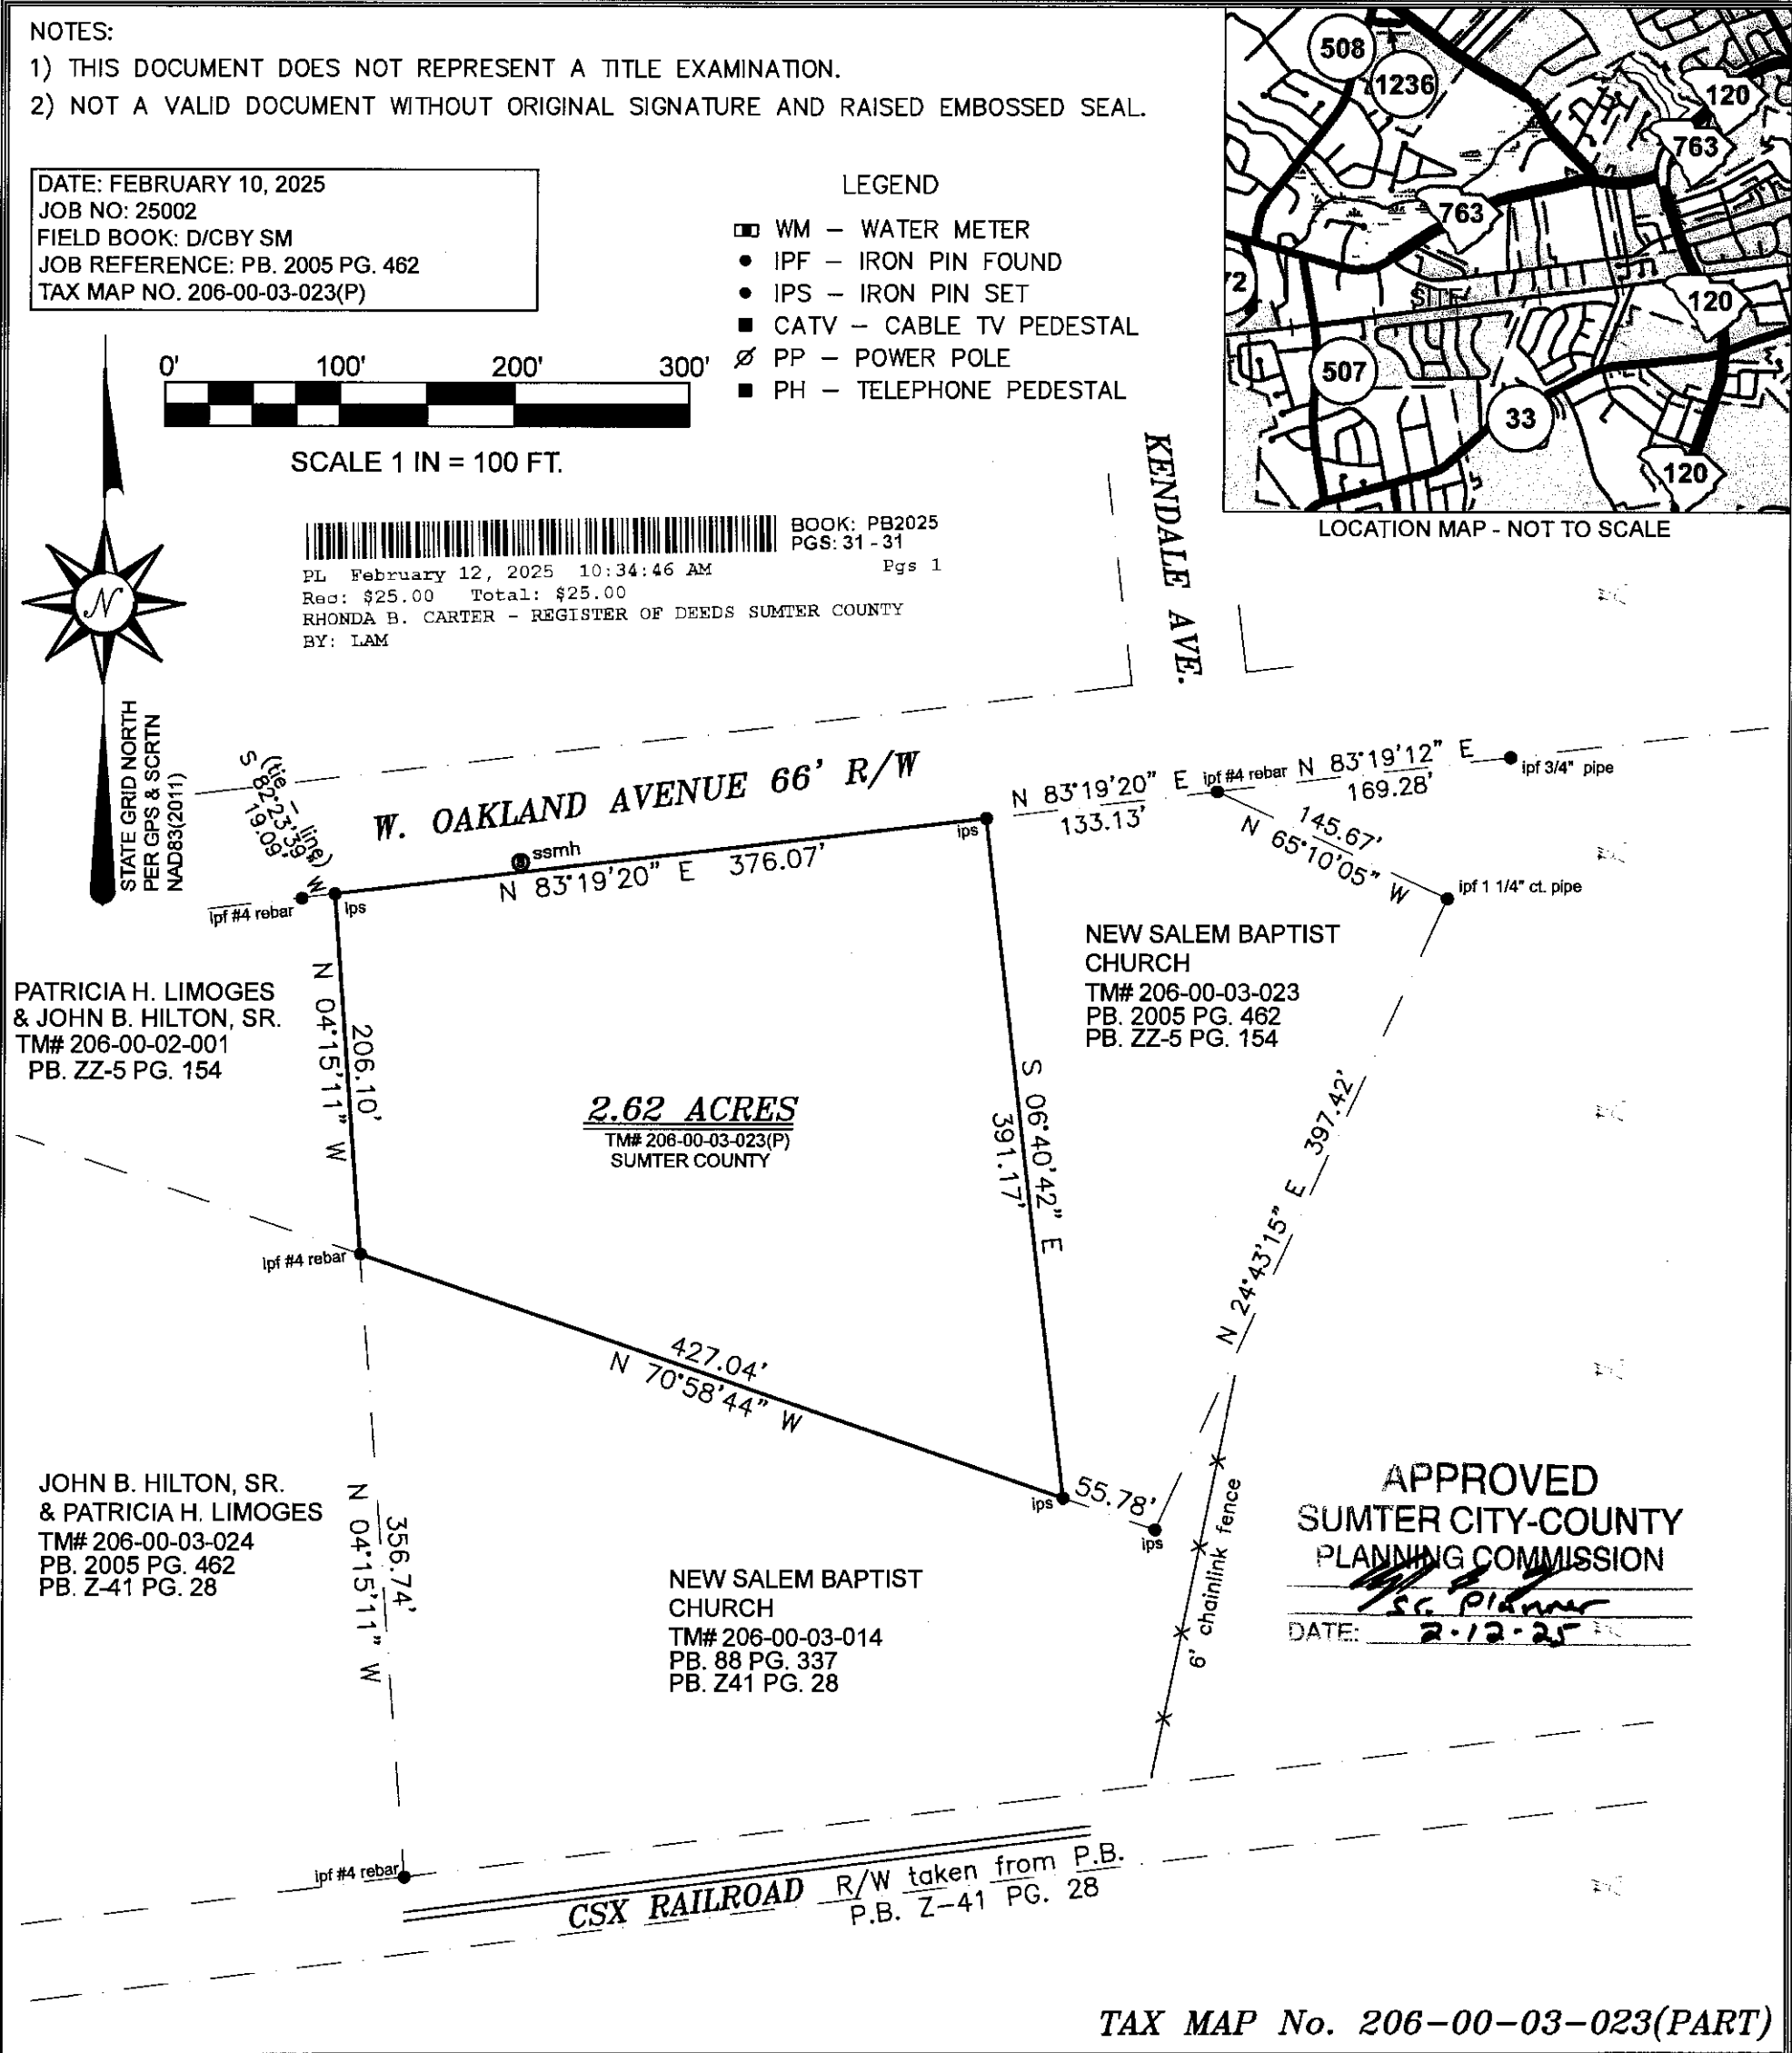 NOTES:
1) THIS DOCUMENT DOES NOT REPRESENT A TITLE EXAMINATION.
2) NOT A VALID DOCUMENT WITHOUT ORIGINAL SIGNATURE AND RAISED EMBOSSED SEAL.
DATE: FEBRUARY 10, 2025
JOB NO: 25002
FIELD BOOK: D/CBY SM
JOB REFERENCE: PB. 2005 PG. 462
TAX MAP NO. 206-00-03-023(P)
LEGEND
WM – WATER METER
IPF – IRON PIN FOUND
IPS – IRON PIN SET
CATV – CABLE TV PEDESTAL
PP – POWER POLE
PH – TELEPHONE PEDESTAL
508
1236
120
763
763
SITE
120
72
507
33
120
LOCATION MAP - NOT TO SCALE
0' 100' 200' 300'
SCALE 1 IN = 100 FT.
BOOK: PB2025
PGS: 31 - 31
PL February 12, 2025 10:34:46 AM Pgs 1
Rec: $25.00 Total: $25.00
RHONDA B. CARTER - REGISTER OF DEEDS SUMTER COUNTY
BY: LAM
N
STATE GRID NORTH
PER GPS & SCRTN
NAD83(2011)
KENDALE AVE.
(tie – line)
S 82°23'39" W
19.09'
W. OAKLAND AVENUE 66' R/W
ssmh
N 83°19'20" E 376.07'
ips
N 83°19'20" E
133.13'
ipf #4 rebar
N 83°19'12" E
169.28'
ipf 3/4" pipe
145.67'
N 65°10'05" W
ipf 1 1/4" ct. pipe
ipf #4 rebar
ips
PATRICIA H. LIMOGES
& JOHN B. HILTON, SR.
TM# 206-00-02-001
PB. ZZ-5 PG. 154
N 04°15'11" W
206.10'
2.62 ACRES
TM# 206-00-03-023(P)
SUMTER COUNTY
S 06°40'42" E
391.17'
NEW SALEM BAPTIST
CHURCH
TM# 206-00-03-023
PB. 2005 PG. 462
PB. ZZ-5 PG. 154
N 24°43'15" E 397.42'
ipf #4 rebar
427.04'
N 70°58'44" W
ips
55.78'
ips
6' chainlink fence
JOHN B. HILTON, SR.
& PATRICIA H. LIMOGES
TM# 206-00-03-024
PB. 2005 PG. 462
PB. Z-41 PG. 28
N 04°15'11" W
356.74'
NEW SALEM BAPTIST
CHURCH
TM# 206-00-03-014
PB. 88 PG. 337
PB. Z41 PG. 28
APPROVED
SUMTER CITY-COUNTY
PLANNING COMMISSION
Sr. Planner
DATE: 2-12-25
ipf #4 rebar
CSX RAILROAD R/W taken from P.B.
P.B. Z-41 PG. 28
TAX MAP No. 206-00-03-023(PART)